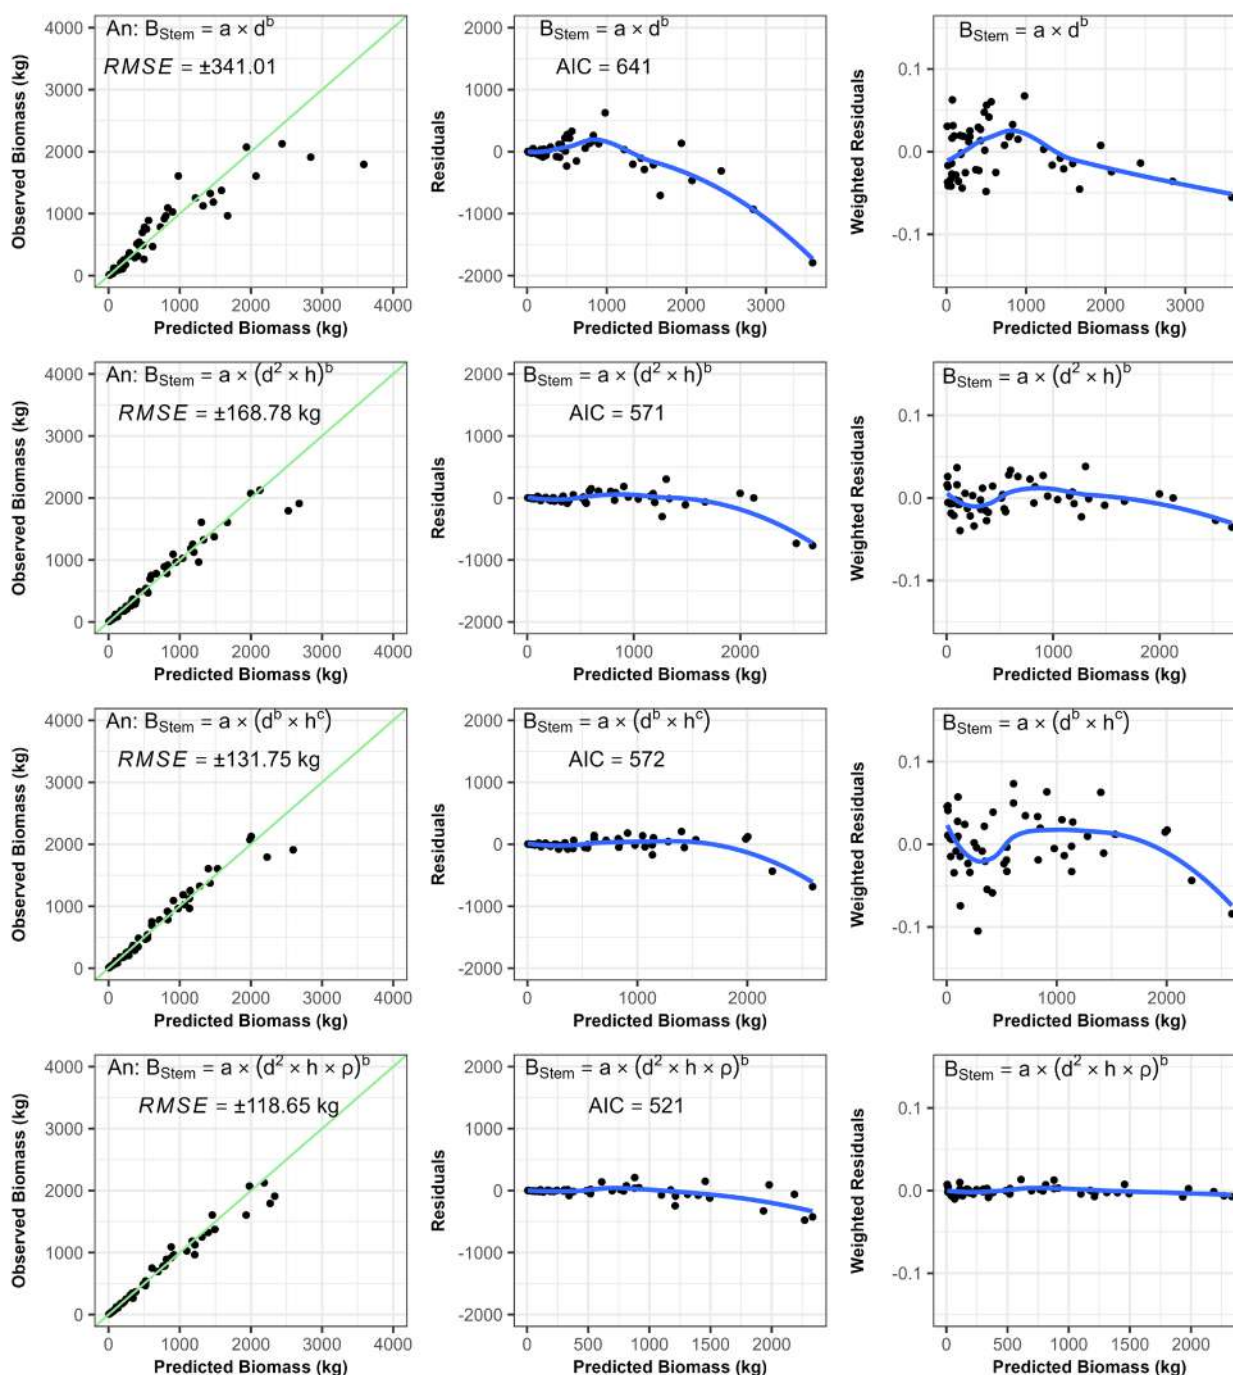 An: B_Stem = a × d^b
RMSE = ±341.01
4000
3000
2000
1000
0
Observed Biomass (kg)
0 1000 2000 3000 4000
Predicted Biomass (kg)
B_Stem = a × d^b
AIC = 641
2000
1000
0
-1000
-2000
Residuals
0 1000 2000 3000
Predicted Biomass (kg)
B_Stem = a × d^b
0.1
0.0
-0.1
Weighted Residuals
0 1000 2000 3000
Predicted Biomass (kg)
An: B_Stem = a × (d² × h)^b
RMSE = ±168.78 kg
4000
3000
2000
1000
0
Observed Biomass (kg)
0 1000 2000 3000 4000
Predicted Biomass (kg)
B_Stem = a × (d² × h)^b
AIC = 571
2000
1000
0
-1000
-2000
Residuals
0 1000 2000
Predicted Biomass (kg)
B_Stem = a × (d² × h)^b
0.1
0.0
-0.1
Weighted Residuals
0 1000 2000
Predicted Biomass (kg)
An: B_Stem = a × (d^b × h^c)
RMSE = ±131.75 kg
4000
3000
2000
1000
0
Observed Biomass (kg)
0 1000 2000 3000 4000
Predicted Biomass (kg)
B_Stem = a × (d^b × h^c)
AIC = 572
2000
1000
0
-1000
-2000
Residuals
0 1000 2000
Predicted Biomass (kg)
B_Stem = a × (d^b × h^c)
0.1
0.0
-0.1
Weighted Residuals
0 1000 2000
Predicted Biomass (kg)
An: B_Stem = a × (d² × h × ρ)^b
RMSE = ±118.65 kg
4000
3000
2000
1000
0
Observed Biomass (kg)
0 1000 2000 3000 4000
Predicted Biomass (kg)
B_Stem = a × (d² × h × ρ)^b
AIC = 521
2000
1000
0
-1000
-2000
Residuals
0 500 1000 1500 2000
Predicted Biomass (kg)
B_Stem = a × (d² × h × ρ)^b
0.1
0.0
-0.1
Weighted Residuals
0 500 1000 1500 2000
Predicted Biomass (kg)